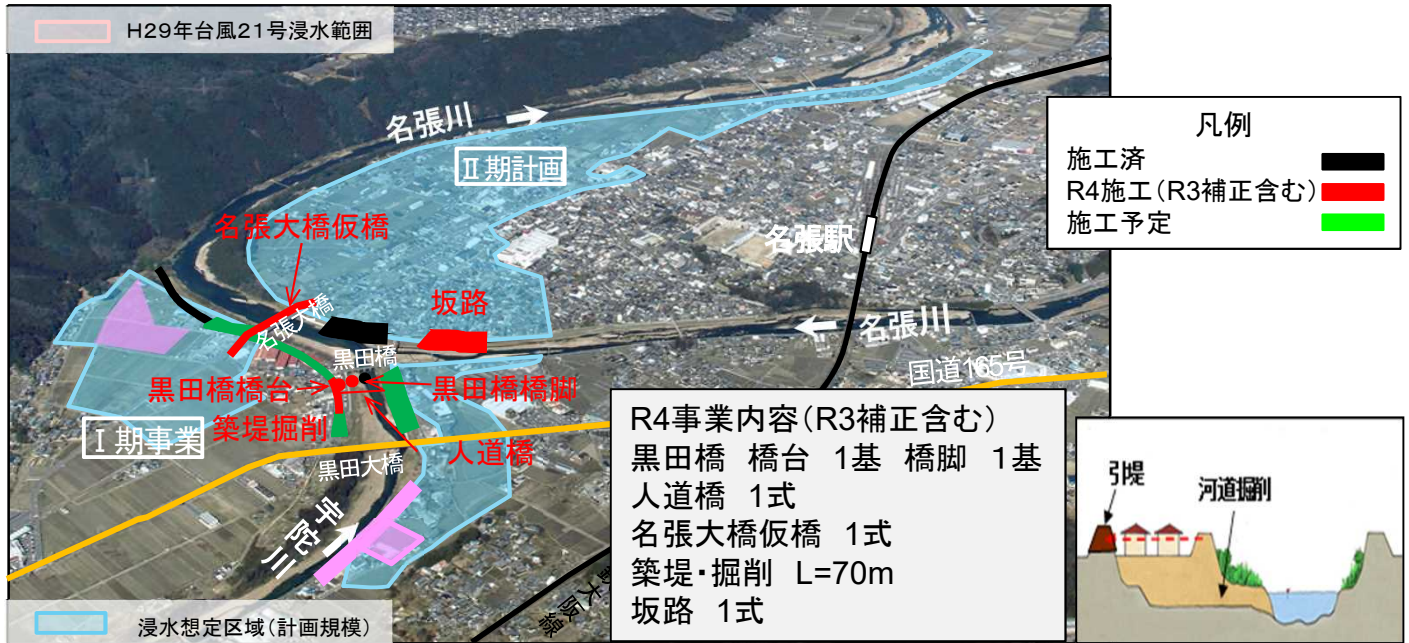 H29年台風21号浸水範囲
名張川
Ⅱ期計画
凡例
施工済
R4施工(R3補正含む)
施工予定
名張大橋仮橋
名張駅
坂路
名張大橋
名張川
黒田橋
国道165号
黒田橋橋台
黒田橋橋脚
築堤掘削
Ⅰ期事業
人道橋
黒田大橋
宇陀川
R4事業内容(R3補正含む)
黒田橋 橋台 1基 橋脚 1基
人道橋 1式
名張大橋仮橋 1式
築堤・掘削 L=70m
坂路 1式
引堤
河道掘削
大阪線
浸水想定区域(計画規模)